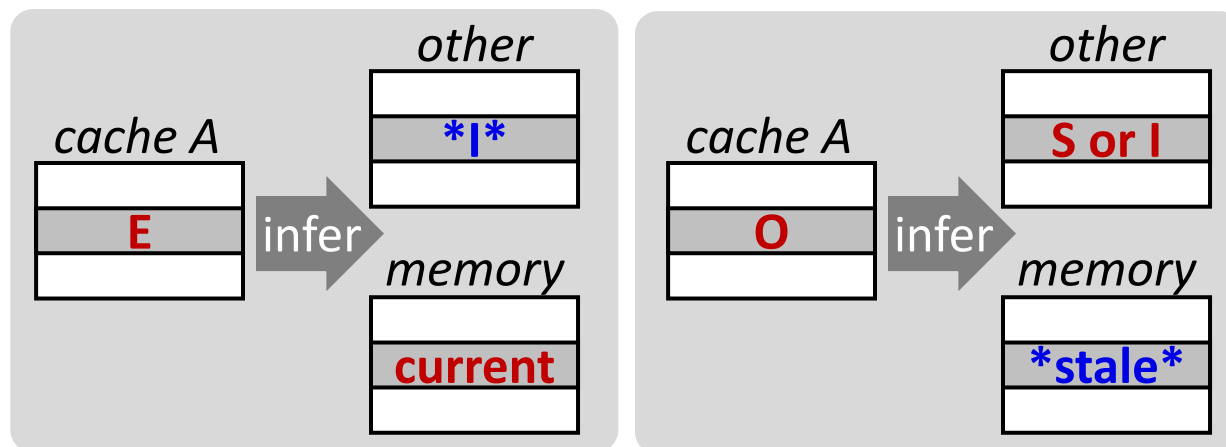 other
*I*
cache A
E
infer
memory
current
other
S or I
cache A
O
infer
memory
*stale*